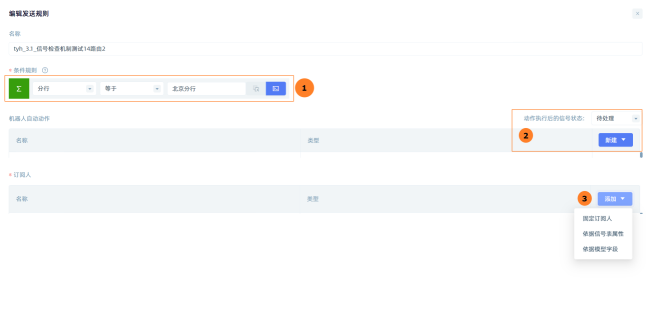 编辑发送规则
×
名称
tyh_3.1_信号检查机制测试14路由2
* 条件规则 ?
Σ 分行 等于 北京分行
1
机器人自动动作
动作执行后的信号状态: 待处理
2
名称 类型 新建
* 订阅人
名称 类型
3
添加
固定订阅人
依据信号表属性
依据模型字段